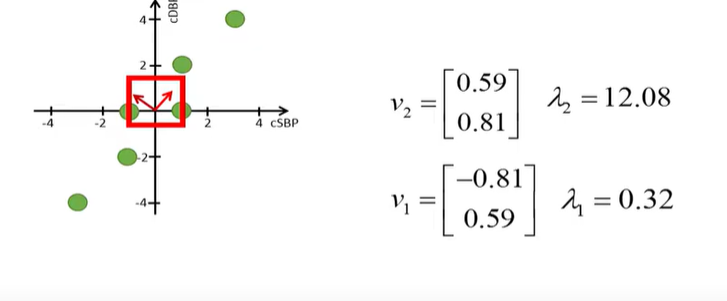 4
cDBP
2
-4 -2 2 4 cSBP
-2
-4
v₂ = [0.59 0.81] λ₂ = 12.08
v₁ = [−0.81 0.59] λ₁ = 0.32